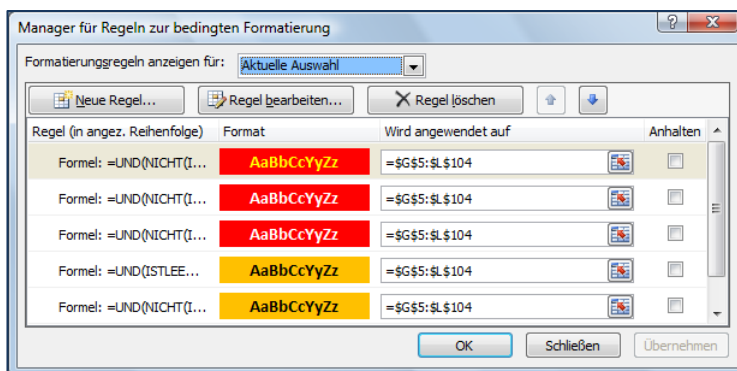 Manager für Regeln zur bedingten Formatierung
Formatierungsregeln anzeigen für: Aktuelle Auswahl
Neue Regel... Regel bearbeiten... Regel löschen
Regel (in angez. Reihenfolge) Format Wird angewendet auf Anhalten
Formel: =UND(NICHT(I... AaBbCcYyZz =$G$5:$L$104
Formel: =UND(NICHT(I... AaBbCcYyZz =$G$5:$L$104
Formel: =UND(NICHT(I... AaBbCcYyZz =$G$5:$L$104
Formel: =UND(ISTLEE... AaBbCcYyZz =$G$5:$L$104
Formel: =UND(NICHT(I... AaBbCcYyZz =$G$5:$L$104
OK Schließen Übernehmen